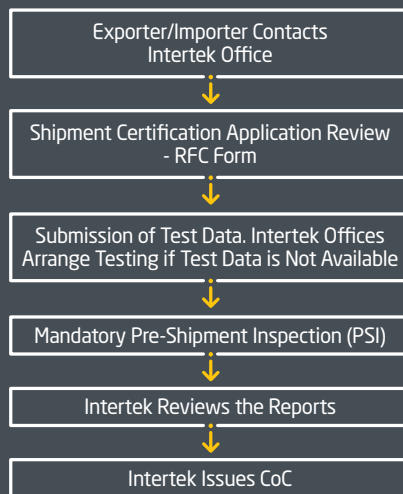 Exporter/Importer Contacts
Intertek Office
Shipment Certification Application Review
- RFC Form
Submission of Test Data. Intertek Offices
Arrange Testing if Test Data is Not Available
Mandatory Pre-Shipment Inspection (PSI)
Intertek Reviews the Reports
Intertek Issues CoC